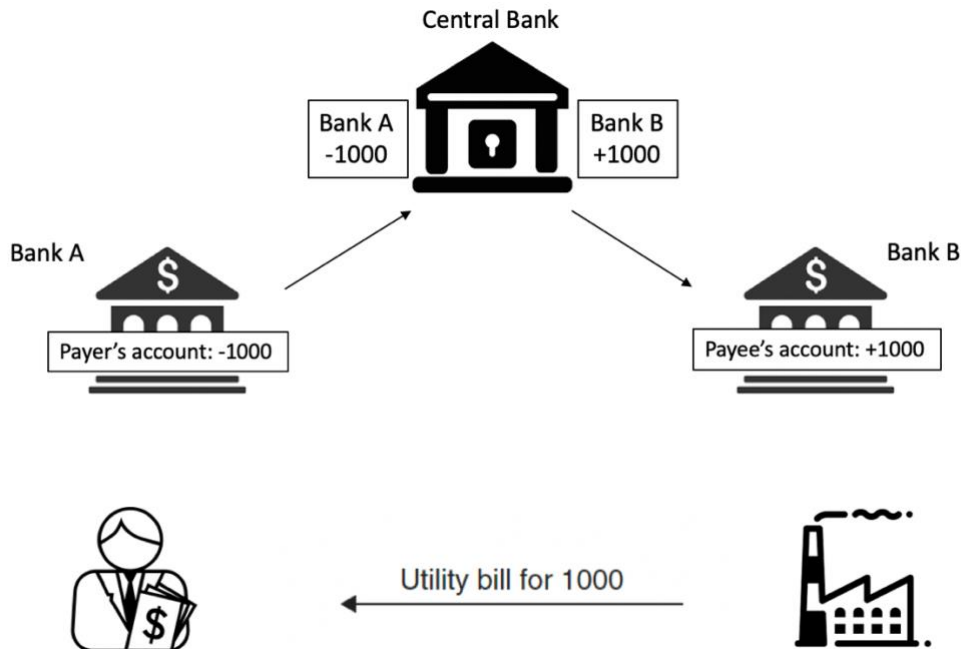 Central Bank
Bank A
-1000
Bank B
+1000
Bank A
$
Payer's account: -1000
Bank B
$
Payee's account: +1000
Utility bill for 1000
$